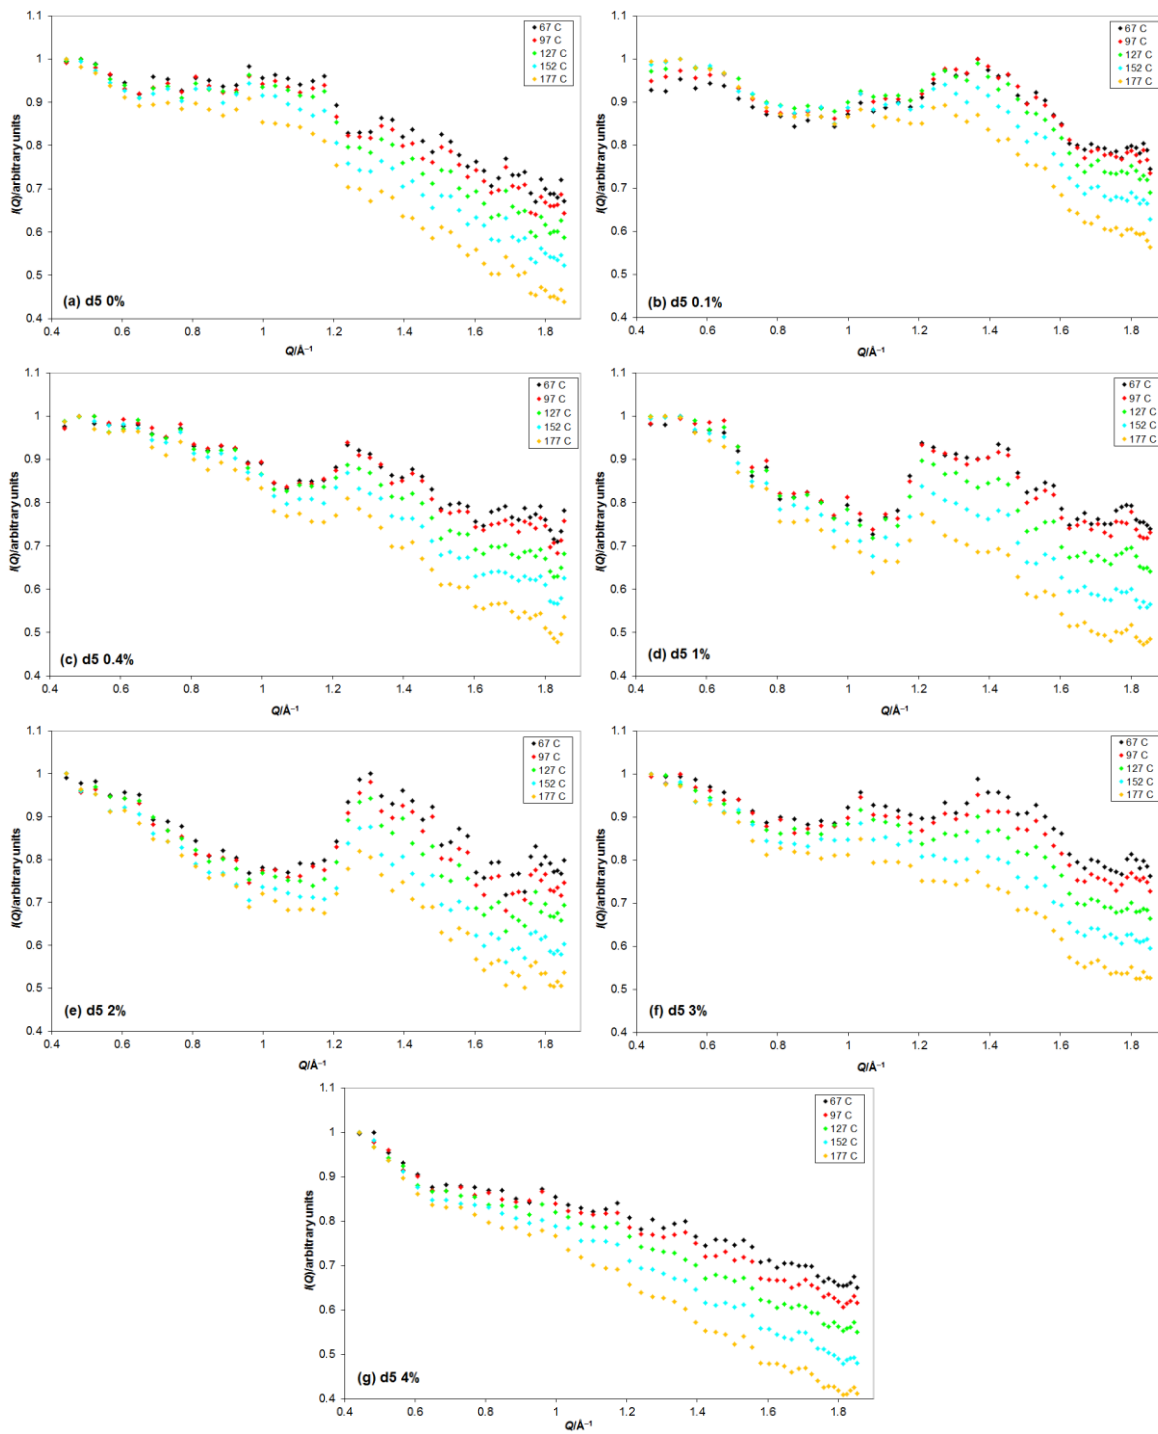 1.1
1
0.9
0.8
0.7
0.6
0.5
0.4
I(Q)/arbitrary units
67 C
97 C
127 C
152 C
177 C
(a) d5 0%
0.4 0.6 0.8 1 1.2 1.4 1.6 1.8
Q/Å⁻¹
1.1
1
0.9
0.8
0.7
0.6
0.5
0.4
I(Q)/arbitrary units
67 C
97 C
127 C
152 C
177 C
(b) d5 0.1%
0.4 0.6 0.8 1 1.2 1.4 1.6 1.8
Q/Å⁻¹
1.1
1
0.9
0.8
0.7
0.6
0.5
0.4
I(Q)/arbitrary units
67 C
97 C
127 C
152 C
177 C
(c) d5 0.4%
0.4 0.6 0.8 1 1.2 1.4 1.6 1.8
Q/Å⁻¹
1.1
1
0.9
0.8
0.7
0.6
0.5
0.4
I(Q)/arbitrary units
67 C
97 C
127 C
152 C
177 C
(d) d5 1%
0.4 0.6 0.8 1 1.2 1.4 1.6 1.8
Q/Å⁻¹
1.1
1
0.9
0.8
0.7
0.6
0.5
0.4
I(Q)/arbitrary units
67 C
97 C
127 C
152 C
177 C
(e) d5 2%
0.4 0.6 0.8 1 1.2 1.4 1.6 1.8
Q/Å⁻¹
1.1
1
0.9
0.8
0.7
0.6
0.5
0.4
I(Q)/arbitrary units
67 C
97 C
127 C
152 C
177 C
(f) d5 3%
0.4 0.6 0.8 1 1.2 1.4 1.6 1.8
Q/Å⁻¹
1.1
1
0.9
0.8
0.7
0.6
0.5
0.4
I(Q)/arbitrary units
67 C
97 C
127 C
152 C
177 C
(g) d5 4%
0.4 0.6 0.8 1 1.2 1.4 1.6 1.8
Q/Å⁻¹